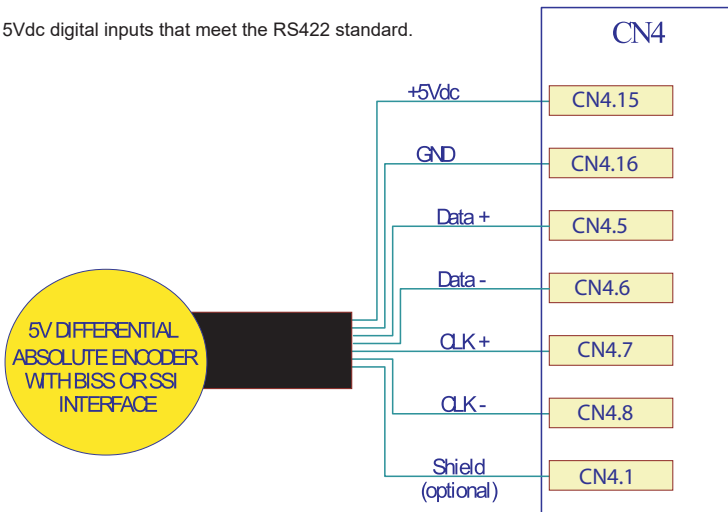 5Vdc digital inputs that meet the RS422 standard.
CN4
+5Vdc
CN4.15
GND
CN4.16
Data +
CN4.5
Data -
CN4.6
5V DIFFERENTIAL
ABSOLUTE ENCODER
WITH BISS OR SSI
INTERFACE
CLK +
CN4.7
CLK -
CN4.8
Shield
(optional)
CN4.1